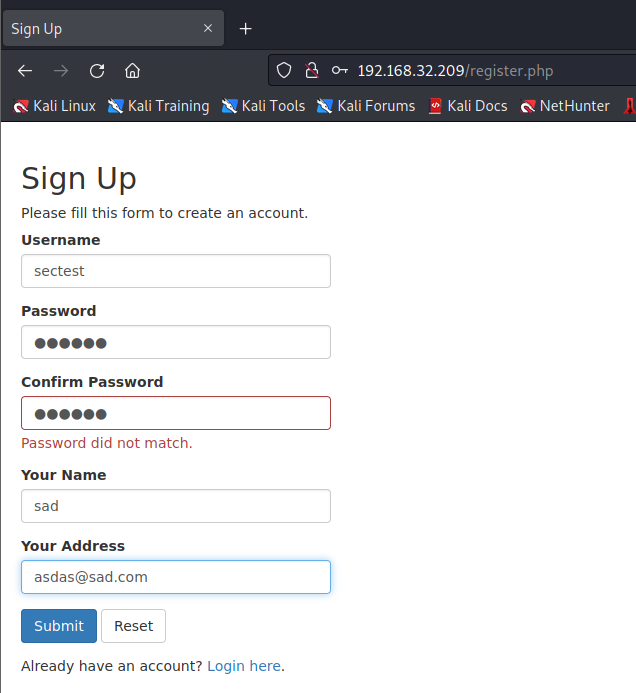 Sign Up
192.168.32.209/register.php
Kali Linux Kali Training Kali Tools Kali Forums Kali Docs NetHunter
Sign Up
Please fill this form to create an account.
Username
sectest
Password
●●●●●●
Confirm Password
●●●●●●
Password did not match.
Your Name
sad
Your Address
asdas@sad.com
Submit Reset
Already have an account? Login here.